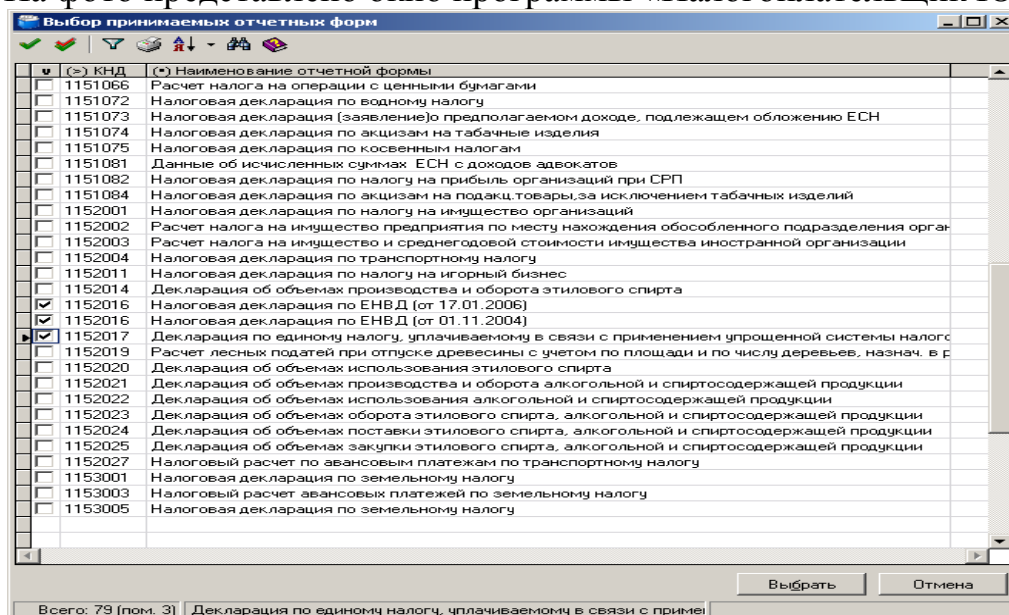 На фото представлено окно программы «Налогоплательщик
Выбор принимаемых отчетных форм
v (>) КНД (•) Наименование отчетной формы
1151066 Расчет налога на операции с ценными бумагами
1151072 Налоговая декларация по водному налогу
1151073 Налоговая декларация (заявление)о предполагаемом доходе, подлежащем обложению ЕСН
1151074 Налоговая декларация по акцизам на табачные изделия
1151075 Налоговая декларация по косвенным налогам
1151081 Данные об исчисленных суммах ЕСН с доходов адвокатов
1151082 Налоговая декларация по налогу на прибыль организаций при СРП
1151084 Налоговая декларация по акцизам на подакц.товары,за исключением табачных изделий
1152001 Налоговая декларация по налогу на имущество организаций
1152002 Расчет налога на имущество предприятия по месту нахождения обособленного подразделения орган
1152003 Расчет налога на имущество и среднегодовой стоимости имущества иностранной организации
1152004 Налоговая декларация по транспортному налогу
1152011 Налоговая декларация по налогу на игорный бизнес
1152014 Декларация об объемах производства и оборота этилового спирта
1152016 Налоговая декларация по ЕНВД (от 17.01.2006)
1152016 Налоговая декларация по ЕНВД (от 01.11.2004)
1152017 Декларация по единому налогу, уплачиваемому в связи с применением упрощенной системы налого
1152019 Расчет лесных податей при отпуске древесины с учетом по площади и по числу деревьев, назнач. в р
1152020 Декларация об объемах использования этилового спирта
1152021 Декларация об объемах производства и оборота алкогольной и спиртосодержащей продукции
1152022 Декларация об объемах использования алкогольной и спиртосодержащей продукции
1152023 Декларация об объемах оборота этилового спирта, алкогольной и спиртосодержащей продукции
1152024 Декларация об объемах поставки этилового спирта, алкогольной и спиртосодержащей продукции
1152025 Декларация об объемах закупки этилового спирта, алкогольной и спиртосодержащей продукции
1152027 Налоговый расчет по авансовым платежам по транспортному налогу
1153001 Налоговая декларация по земельному налогу
1153003 Налоговый расчет авансовых платежей по земельному налогу
1153005 Налоговая декларация по земельному налогу
Выбрать Отмена
Всего: 79 (пом. 3) Декларация по единому налогу, уплачиваемому в связи с приме